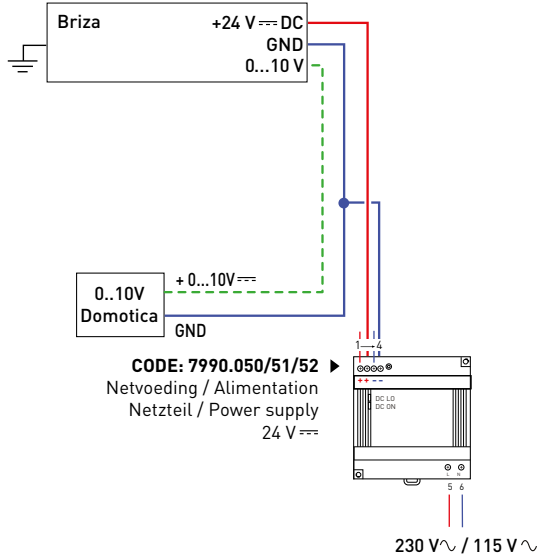 Briza
+24 V ⎓ DC
GND
0...10 V
+ 0...10V⎓
0..10V
Domotica
GND
CODE: 7990.050/51/52 ▶
Netvoeding / Alimentation
Netzteil / Power supply
24 V ⎓
1→4
++--
DC LO
DC ON
L N
5 6
230 V∿ / 115 V∿